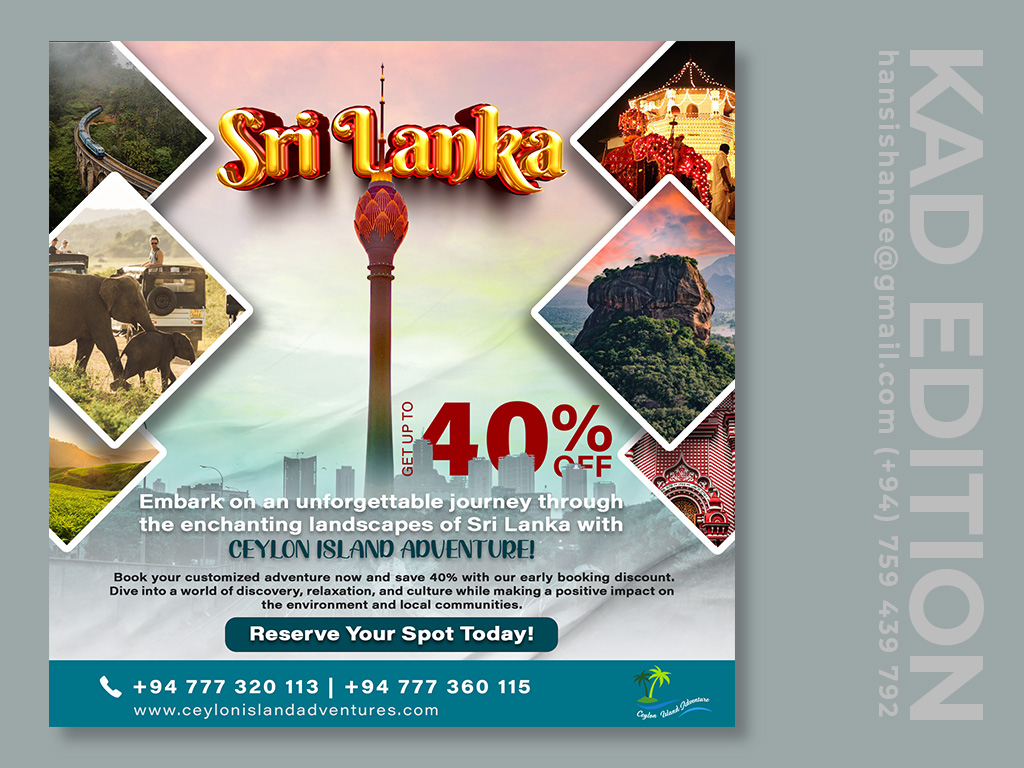 Sri Lanka
GET UP TO
40%
OFF
Embark on an unforgettable journey through
the enchanting landscapes of Sri Lanka with
CEYLON ISLAND ADVENTURE!
Book your customized adventure now and save 40% with our early booking discount.
Dive into a world of discovery, relaxation, and culture while making a positive impact on
the environment and local communities.
Reserve Your Spot Today!
+94 777 320 113 | +94 777 360 115
www.ceylonislandadventures.com
Ceylon Island Adventure
KAD EDITION
hansishanee@gmail.com (+94) 759 439 792